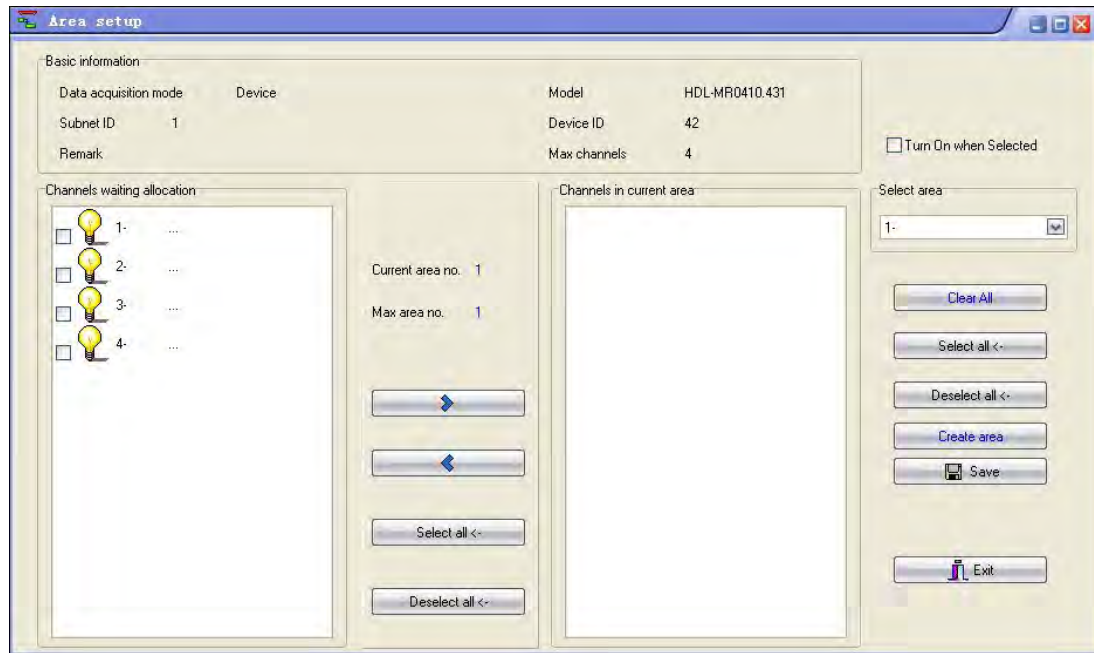 Area setup
Basic information
Data acquisition mode Device Model HDL-MR0410.431
Subnet ID 1 Device ID 42
Remark Max channels 4
Turn On when Selected
Channels waiting allocation
1- ...
2- ...
3- ...
4- ...
Current area no. 1
Max area no. 1
Select all <-
Deselect all <-
Channels in current area
Select area
1-
Clear All
Select all <-
Deselect all <-
Create area
Save
Exit